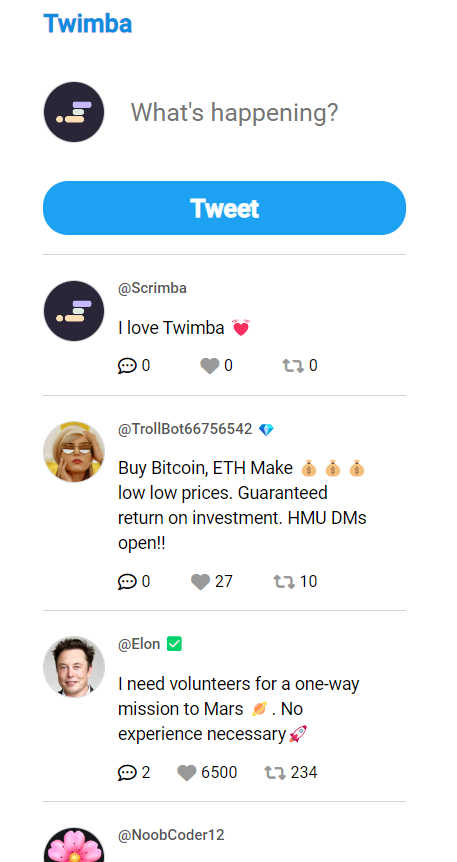 Twimba
What's happening?
Tweet
@Scrimba
I love Twimba 💓
0 0 0
@TrollBot66756542 💎
Buy Bitcoin, ETH Make 💰 💰 💰
low low prices. Guaranteed
return on investment. HMU DMs
open!!
0 27 10
@Elon ✅
I need volunteers for a one-way
mission to Mars 🪐. No
experience necessary🚀
2 6500 234
@NoobCoder12